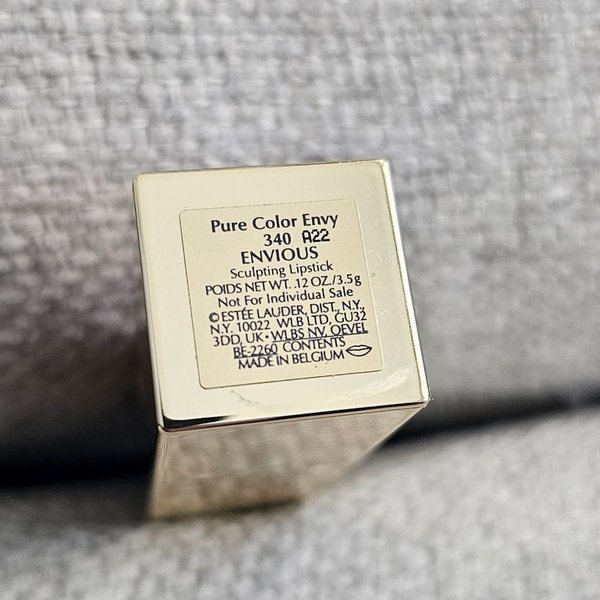 Pure Color Envy
340 A22
ENVIOUS
Sculpting Lipstick
POIDS NET WT. .12 OZ./3.5g
Not For Individual Sale
©ESTÉE LAUDER, DIST. N.Y.,
N.Y. 10022 WLB LTD, GU32
3DD, UK • WLBS NV, OEVEL
BE-2260 CONTENTS
MADE IN BELGIUM